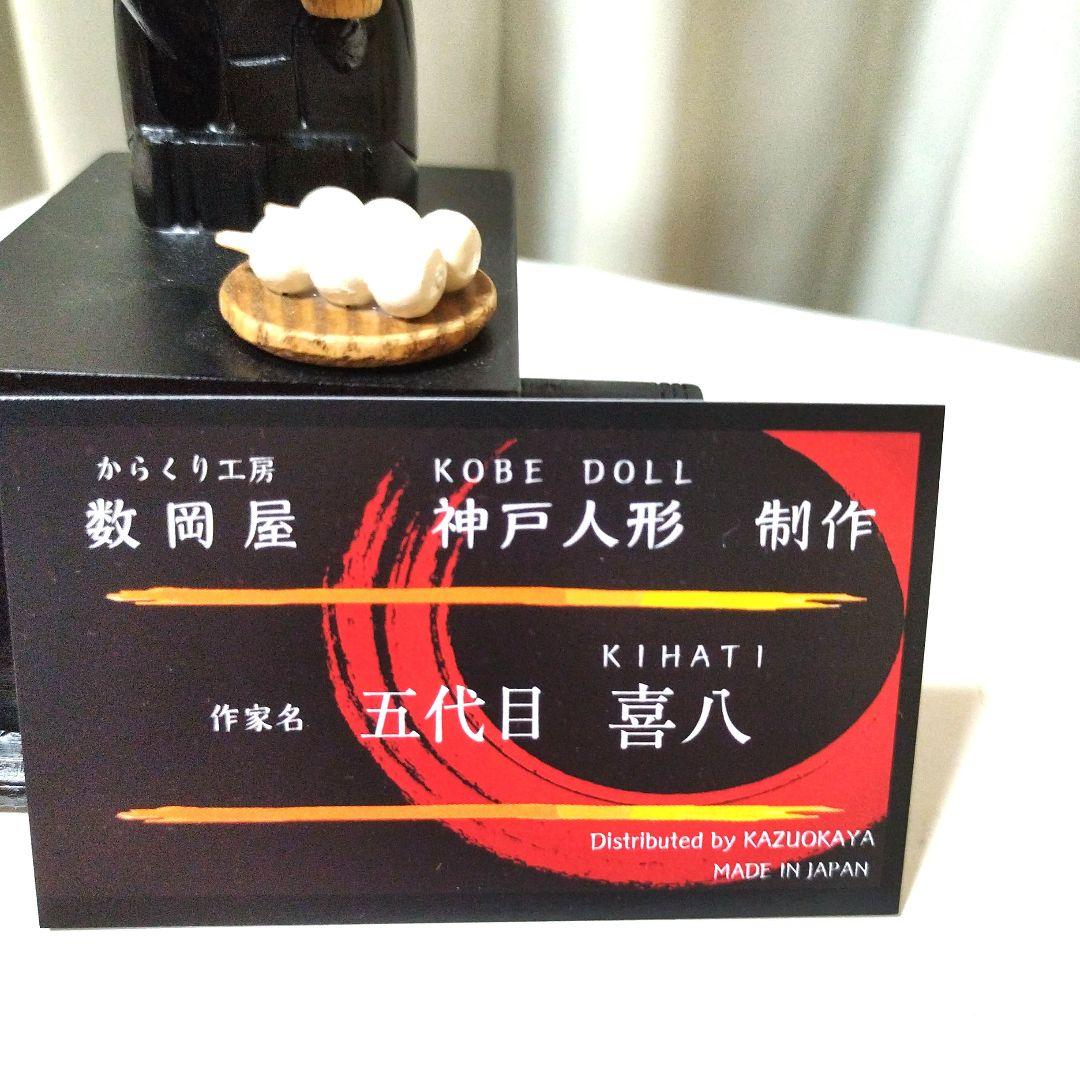 からくり工房 KOBE DOLL
数岡屋 神戸人形 制作
KIHATI
作家名 五代目 喜八
Distributed by KAZUOKAYA
MADE IN JAPAN